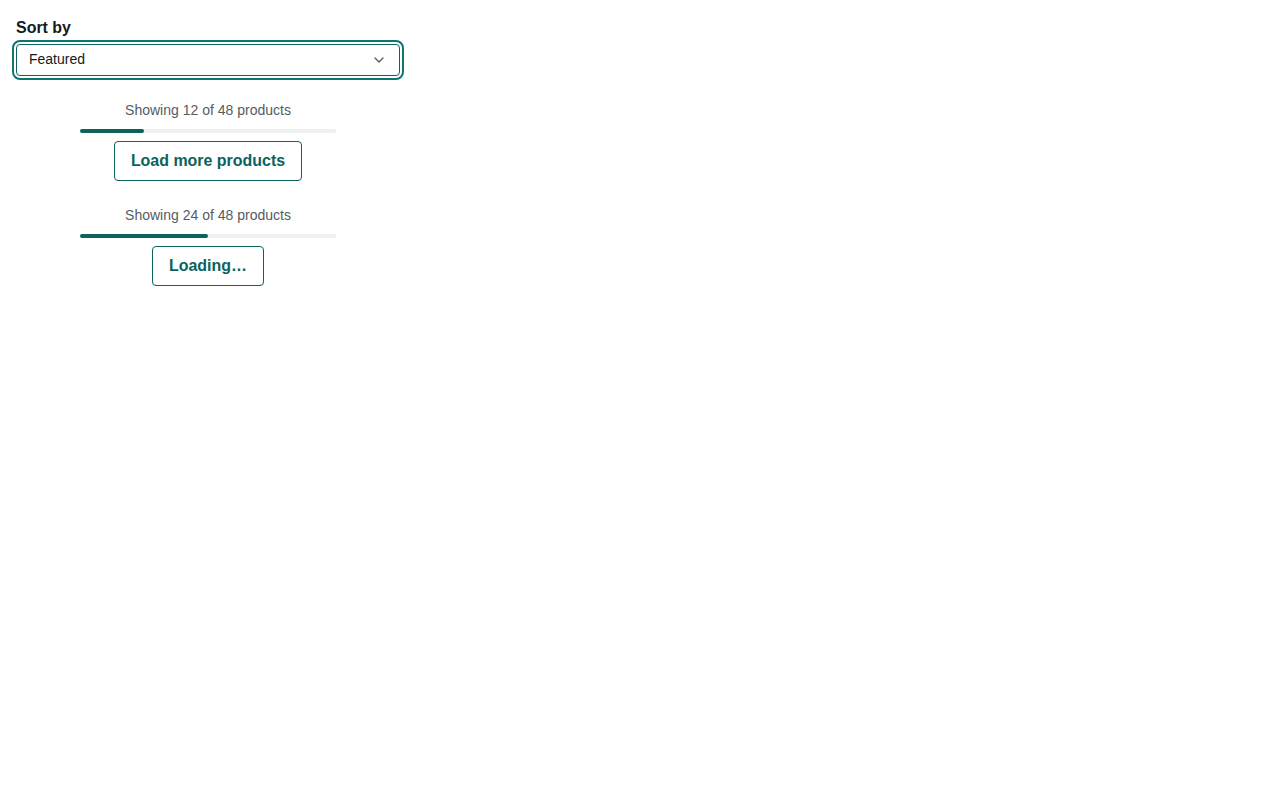 Sort by
Featured
Showing 12 of 48 products
Load more products
Showing 24 of 48 products
Loading…